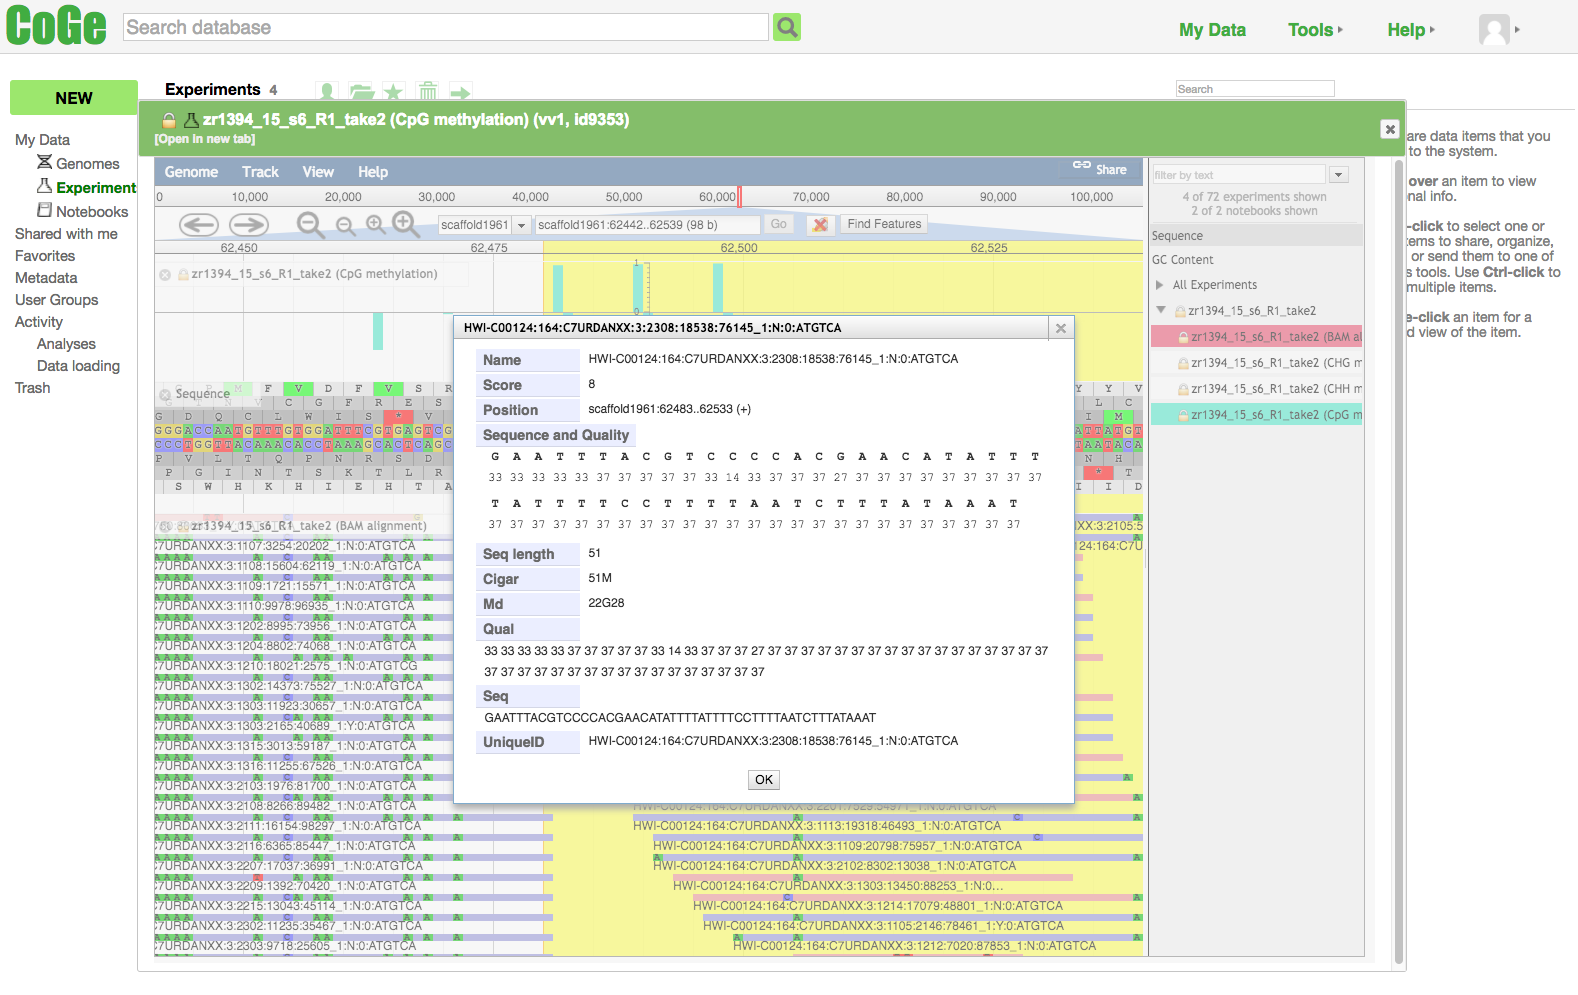 CoGe
Search database
My Data
Tools
Help
NEW
Experiments 4
Search
My Data
Genomes
Experiment
Notebooks
Shared with me
Favorites
Metadata
User Groups
Activity
Analyses
Data loading
Trash
zr1394_15_s6_R1_take2 (CpG methylation) (vv1, id9353)
[Open in new tab]
are data items that you
to the system.
over an item to view
nal info.
-click to select one or
tems to share, organize,
or send them to one of
s tools. Use Ctrl-click to
multiple items.
e-click an item for a
d view of the item.
Genome Track View Help
Share
0 10,000 20,000 30,000 40,000 50,000 60,000 70,000 80,000 90,000 100,000
scaffold1961
scaffold1961:62442..62539 (98 b)
Go
Find Features
62,450 62,475 62,500 62,525
zr1394_15_s6_R1_take2 (CpG methylation)
1
0
filter by text
4 of 72 experiments shown
2 of 2 notebooks shown
Sequence
GC Content
All Experiments
zr1394_15_s6_R1_take2
zr1394_15_s6_R1_take2 (BAM al
zr1394_15_s6_R1_take2 (CHG m
zr1394_15_s6_R1_take2 (CHH m
zr1394_15_s6_R1_take2 (CpG m
Sequence
G D Q C L W I S * V
GGGACCAATGTTTGTGGATTTCGTGAGTCG
CCCTGGTTACAAACACCTAAAGCACTCAGC
P V L T Q P N R S D
P G I N T S K T L R
S W H K H I E H T A
zr1394_15_s6_R1_take2 (BAM alignment)
C7URDANXX:3:1107:3254:20202_1:N:0:ATGTCA
C7URDANXX:3:1108:15604:62119_1:N:0:ATGTCA
C7URDANXX:3:1109:1721:15571_1:N:0:ATGTCA
C7URDANXX:3:1110:9978:96935_1:N:0:ATGTCA
C7URDANXX:3:1202:8995:73956_1:N:0:ATGTCA
C7URDANXX:3:1204:8802:74068_1:N:0:ATGTCA
C7URDANXX:3:1210:18021:2575_1:N:0:ATGTCG
C7URDANXX:3:1302:14373:75527_1:N:0:ATGTCA
C7URDANXX:3:1303:11923:30657_1:N:0:ATGTCA
C7URDANXX:3:1303:2165:40689_1:Y:0:ATGTCA
C7URDANXX:3:1315:3013:59187_1:N:0:ATGTCA
C7URDANXX:3:1316:11255:67526_1:N:0:ATGTCA
C7URDANXX:3:2103:1976:81700_1:N:0:ATGTCA
C7URDANXX:3:2108:8266:89482_1:N:0:ATGTCA
C7URDANXX:3:2111:16154:98297_1:N:0:ATGTCA
C7URDANXX:3:2116:6365:85447_1:N:0:ATGTCA
C7URDANXX:3:2207:17037:36991_1:N:0:ATGTCA
C7URDANXX:3:2209:1392:70420_1:N:0:ATGTCA
C7URDANXX:3:2215:13043:45114_1:N:0:ATGTCA
C7URDANXX:3:2302:11235:35467_1:N:0:ATGTCA
C7URDANXX:3:2303:9718:25605_1:N:0:ATGTCA
HWI-C00124:164:C7URDANXX:3:2308:18538:76145_1:N:0:ATGTCA
Name HWI-C00124:164:C7URDANXX:3:2308:18538:76145_1:N:0:ATGTCA
Score 8
Position scaffold1961:62483..62533 (+)
Sequence and Quality
G A A T T T A C G T C C C C A C G A A C A T A T T T
33 33 33 33 33 37 37 37 37 37 33 14 33 37 37 37 27 37 37 37 37 37 37 37 37 37
T A T T T T C C T T T T A A T C T T T A T A A A T
37 37 37 37 37 37 37 37 37 37 37 37 37 37 37 37 37 37 37 37 37 37 37 37 37
Seq length 51
Cigar 51M
Md 22G28
Qual
33 33 33 33 33 37 37 37 37 37 33 14 33 37 37 37 27 37 37 37 37 37 37 37 37 37 37 37 37 37 37 37 37 37
37 37 37 37 37 37 37 37 37 37 37 37 37 37 37 37 37
Seq
GAATTTACGTCCCCACGAACATATTTTATTTTCCTTTTAATCTTTATAAAT
UniqueID HWI-C00124:164:C7URDANXX:3:2308:18538:76145_1:N:0:ATGTCA
OK
XX:3:2105:5
124:164:C7U
HWI-C00124:164:C7URDANXX:3:2201:7529:34971_1:N:0:ATGTCA
HWI-C00124:164:C7URDANXX:3:1113:19318:46493_1:N:0:ATGTCA
HWI-C00124:164:C7URDANXX:3:1109:20798:75957_1:N:0:ATGTCA
HWI-C00124:164:C7URDANXX:3:2102:8302:13038_1:N:0:ATGTCA
HWI-C00124:164:C7URDANXX:3:1303:13450:88253_1:N:0...
HWI-C00124:164:C7URDANXX:3:1214:17079:48801_1:N:0:ATGTCA
HWI-C00124:164:C7URDANXX:3:1105:2146:78461_1:Y:0:ATGTCA
HWI-C00124:164:C7URDANXX:3:1212:7020:87853_1:N:0:ATGTCA